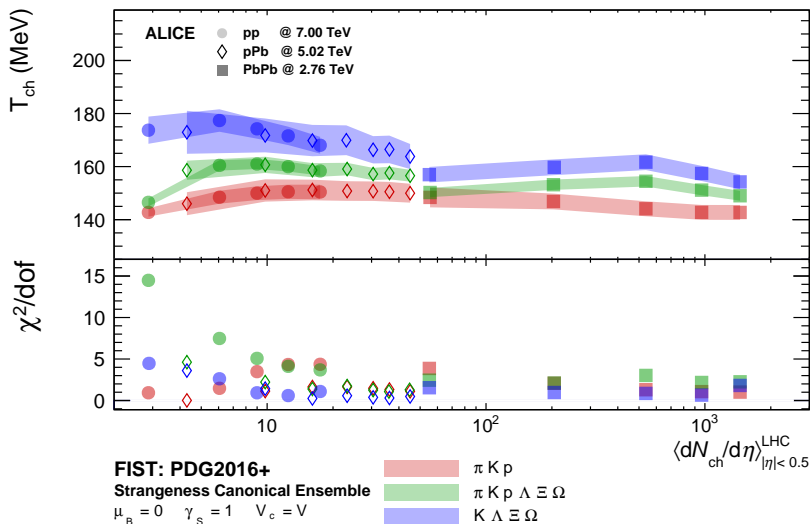 T_ch (MeV)
220
200
180
160
140
ALICE
pp @ 7.00 TeV
pPb @ 5.02 TeV
PbPb @ 2.76 TeV
χ²/dof
15
10
5
0
10
10²
10³
⟨dN_ch/dη⟩^LHC_|η|< 0.5
FIST: PDG2016+
Strangeness Canonical Ensemble
μ_B = 0 γ_S = 1 V_c = V
π K p
π K p Λ Ξ Ω
K Λ Ξ Ω